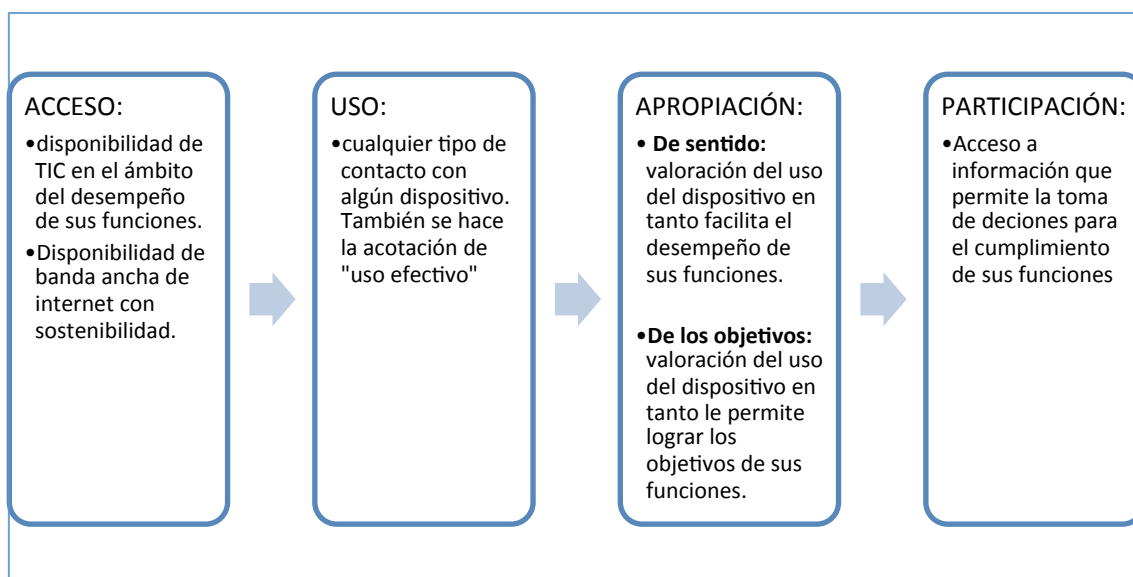 ACCESO:
•disponibilidad de
TIC en el ámbito
del desempeño
de sus funciones.
•Disponibilidad de
banda ancha de
internet con
sostenibilidad.
USO:
•cualquier tipo de
contacto con
algún dispositivo.
También se hace
la acotación de
"uso efectivo"
APROPIACIÓN:
• De sentido:
valoración del uso
del dispositivo en
tanto facilita el
desempeño de
sus funciones.
•De los objetivos:
valoración del uso
del dispositivo en
tanto le permite
lograr los
objetivos de sus
funciones.
PARTICIPACIÓN:
•Acceso a
información que
permite la toma
de deciones para
el cumplimiento
de sus funciones